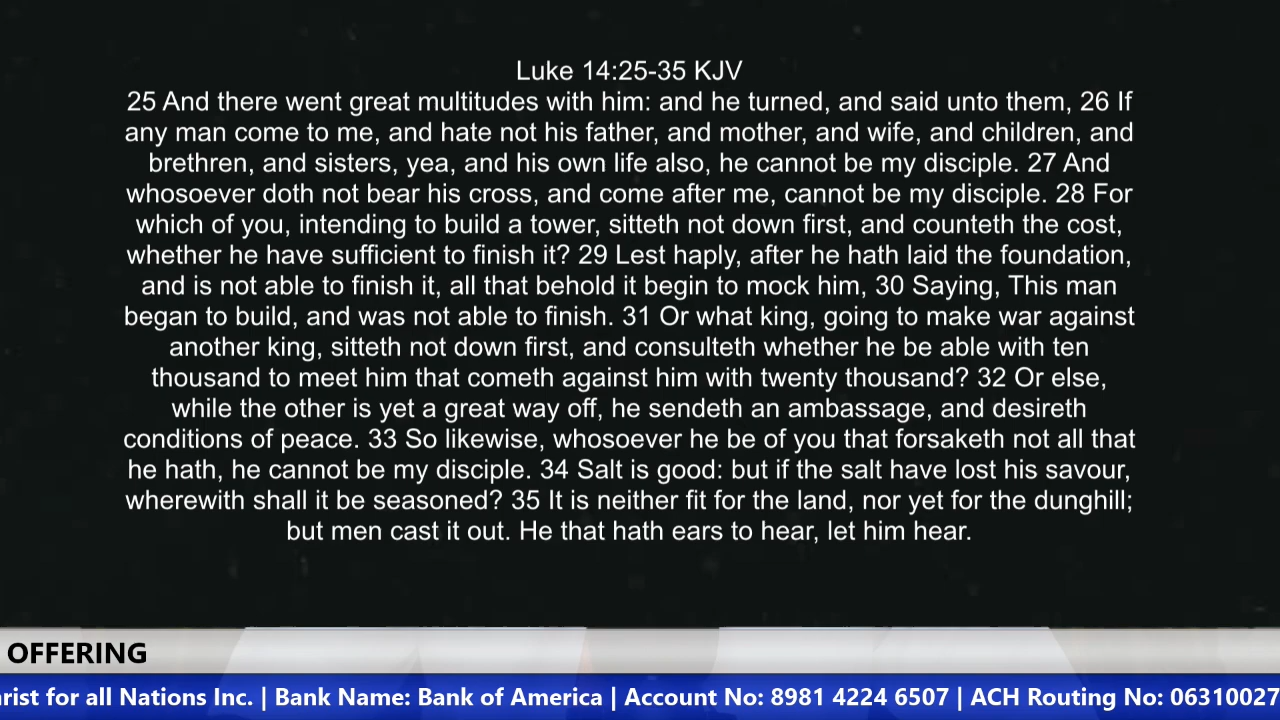 Luke 14:25-35 KJV
25 And there went great multitudes with him: and he turned, and said unto them, 26 If
any man come to me, and hate not his father, and mother, and wife, and children, and
brethren, and sisters, yea, and his own life also, he cannot be my disciple. 27 And
whosoever doth not bear his cross, and come after me, cannot be my disciple. 28 For
which of you, intending to build a tower, sitteth not down first, and counteth the cost,
whether he have sufficient to finish it? 29 Lest haply, after he hath laid the foundation,
and is not able to finish it, all that behold it begin to mock him, 30 Saying, This man
began to build, and was not able to finish. 31 Or what king, going to make war against
another king, sitteth not down first, and consulteth whether he be able with ten
thousand to meet him that cometh against him with twenty thousand? 32 Or else,
while the other is yet a great way off, he sendeth an ambassage, and desireth
conditions of peace. 33 So likewise, whosoever he be of you that forsaketh not all that
he hath, he cannot be my disciple. 34 Salt is good: but if the salt have lost his savour,
wherewith shall it be seasoned? 35 It is neither fit for the land, nor yet for the dunghill;
but men cast it out. He that hath ears to hear, let him hear.
OFFERING
rist for all Nations Inc. | Bank Name: Bank of America | Account No: 8981 4224 6507 | ACH Routing No: 06310027